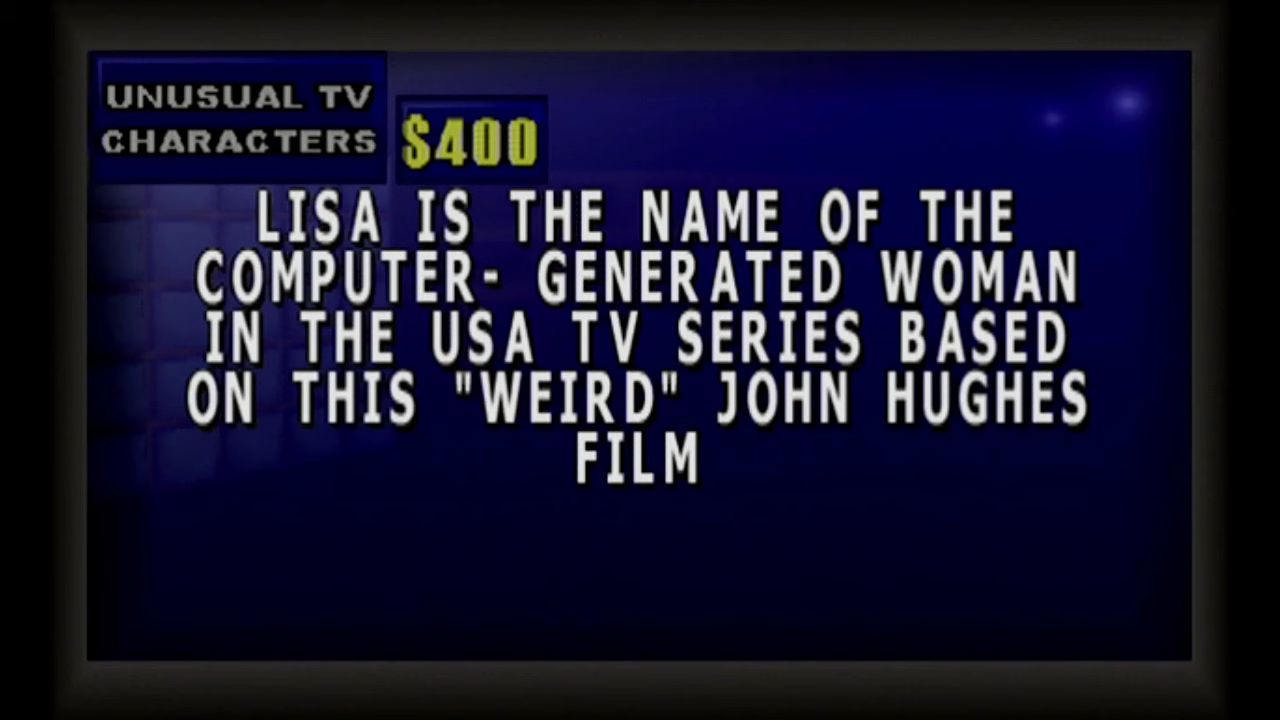 UNUSUAL TV
CHARACTERS
$400
LISA IS THE NAME OF THE
COMPUTER- GENERATED WOMAN
IN THE USA TV SERIES BASED
ON THIS "WEIRD" JOHN HUGHES
FILM